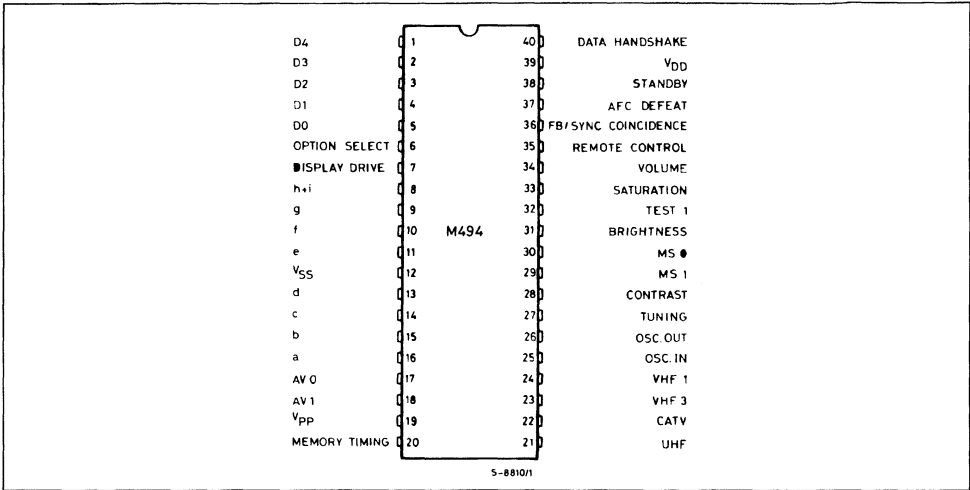 D4 1 40 DATA HANDSHAKE
D3 2 39 VDD
D2 3 38 STANDBY
D1 4 37 AFC DEFEAT
D0 5 36 FB/SYNC COINCIDENCE
OPTION SELECT 6 35 REMOTE CONTROL
DISPLAY DRIVE 7 34 VOLUME
h+i 8 33 SATURATION
g 9 32 TEST 1
f 10 M494 31 BRIGHTNESS
e 11 30 MS 0
VSS 12 29 MS 1
d 13 28 CONTRAST
c 14 27 TUNING
b 15 26 OSC. OUT
a 16 25 OSC. IN
AV 0 17 24 VHF 1
AV 1 18 23 VHF 3
VPP 19 22 CATV
MEMORY TIMING 20 21 UHF
S-8810/1